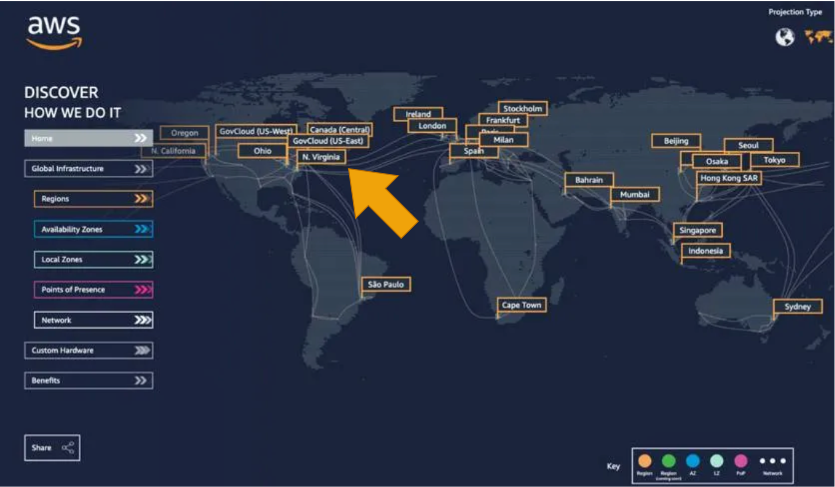 aws
Projection Type
DISCOVER
HOW WE DO IT
Home
Global Infrastructure
Regions
Availability Zones
Local Zones
Points of Presence
Network
Custom Hardware
Benefits
Share
Oregon
N. California
GovCloud (US-West)
Ohio
Canada (Central)
GovCloud (US-East)
N. Virginia
São Paulo
Ireland
London
Stockholm
Frankfurt
Paris
Milan
Spain
Cape Town
Bahrain
Mumbai
Beijing
Seoul
Osaka
Tokyo
Hong Kong SAR
Singapore
Indonesia
Sydney
Key
Region
Region
(coming soon)
AZ
LZ
PoP
Network